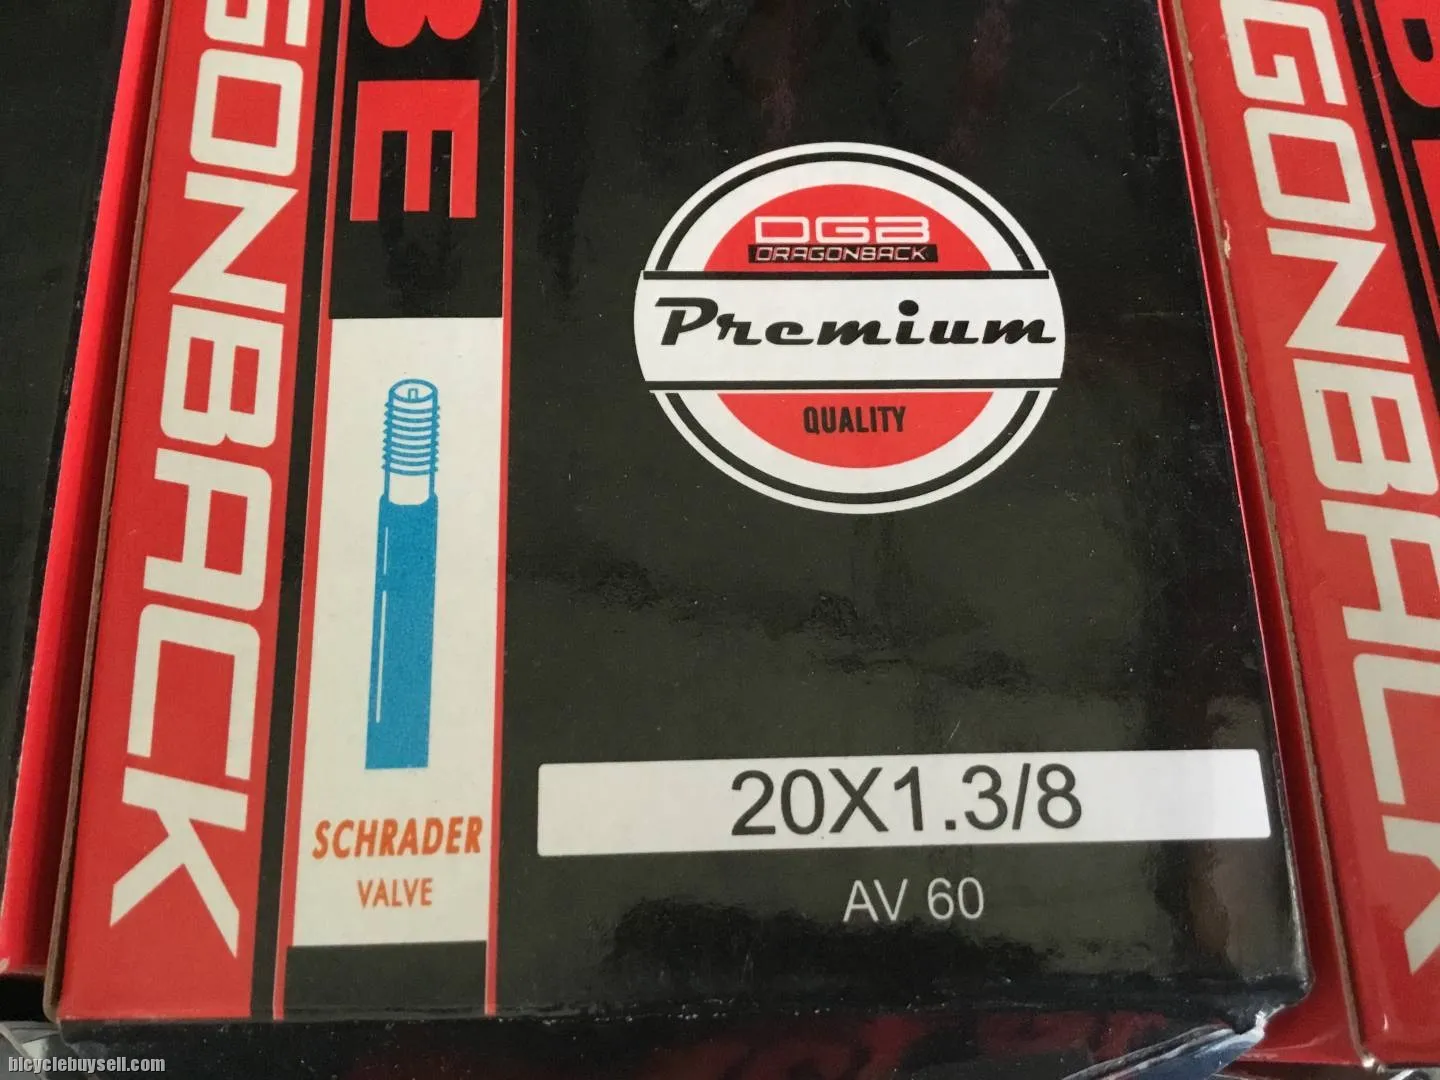 GONBACK
BE
DGB
DRAGONBACK
Premium
QUALITY
SCHRADER
VALVE
20X1.3/8
AV 60
GONBACK
bicyclebuysell.com